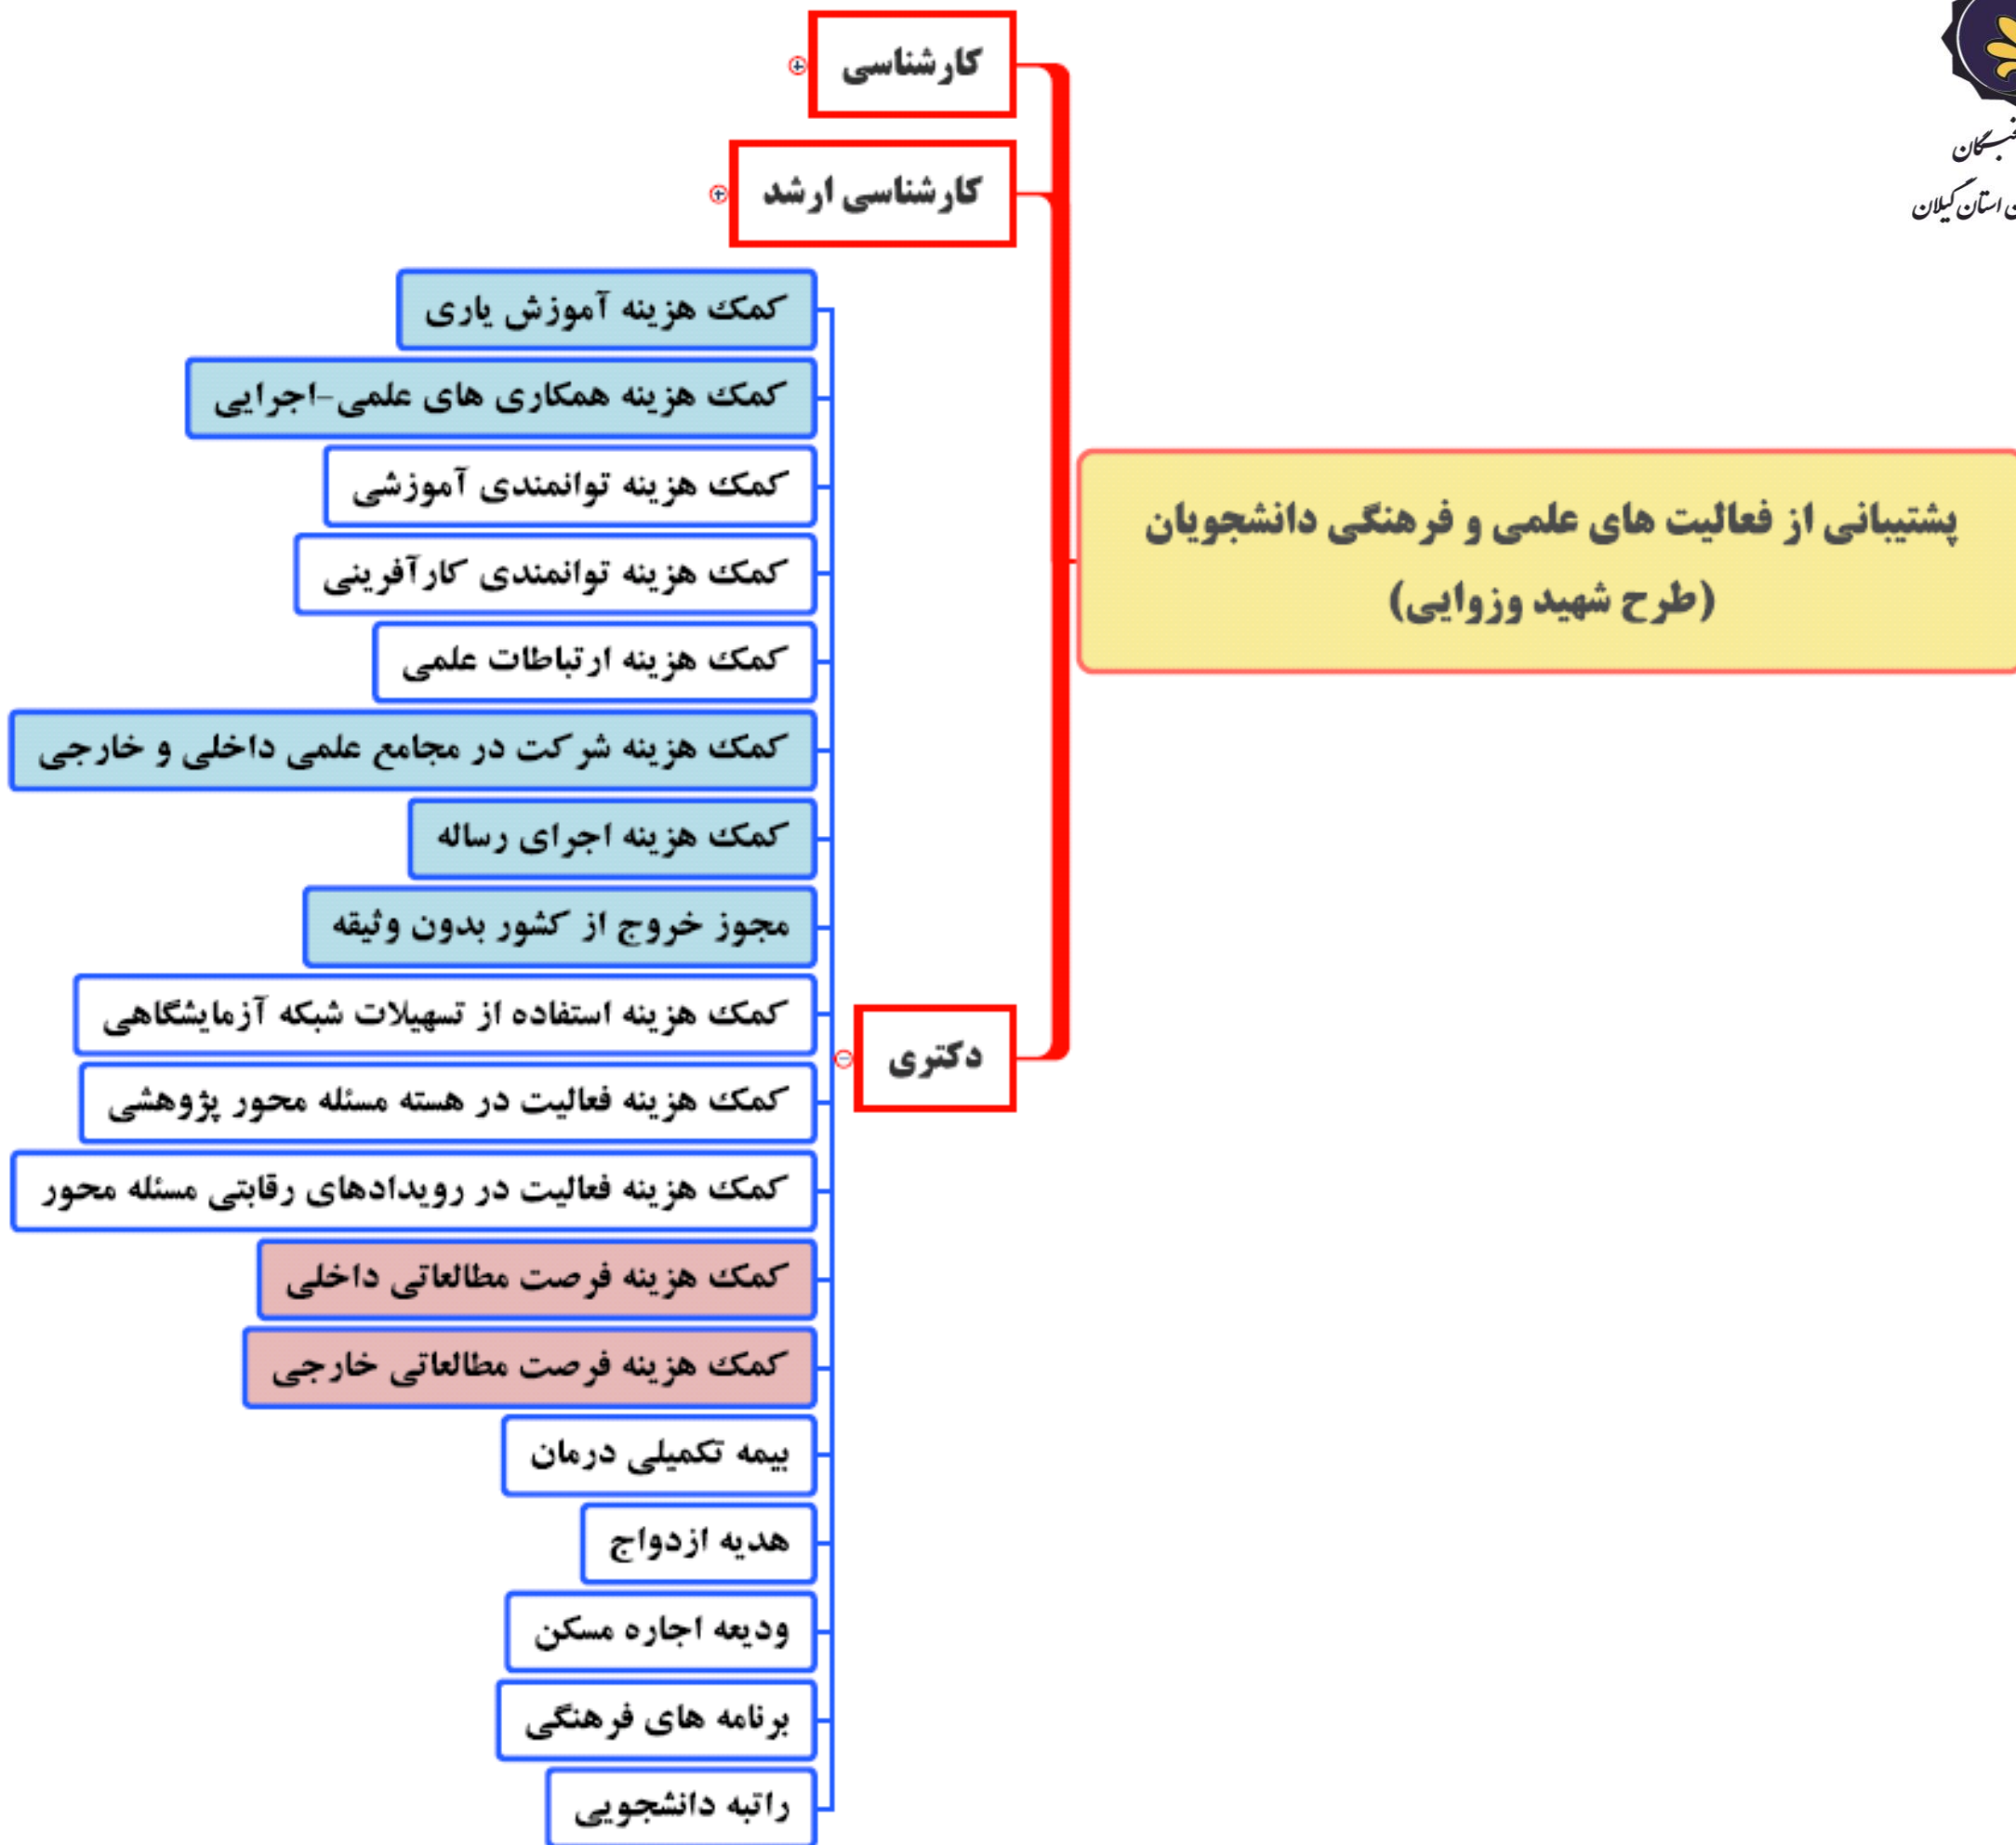 کارشناسی
کارشناسی ارشد
استان گیلان
پشتیبانی از فعالیت های علمی و فرهنگی دانشجویان
(طرح شهید وزوایی)
دکتری
کمک هزینه آموزش یاری
کمک هزینه همکاری های علمی-اجرایی
کمک هزینه توانمندی آموزشی
کمک هزینه توانمندی کارآفرینی
کمک هزینه ارتباطات علمی
کمک هزینه شرکت در مجامع علمی داخلی و خارجی
کمک هزینه اجرای رساله
مجوز خروج از کشور بدون وثیقه
کمک هزینه استفاده از تسهیلات شبکه آزمایشگاهی
کمک هزینه فعالیت در هسته مسئله محور پژوهشی
کمک هزینه فعالیت در رویدادهای رقابتی مسئله محور
کمک هزینه فرصت مطالعاتی داخلی
کمک هزینه فرصت مطالعاتی خارجی
بیمه تکمیلی درمان
هدیه ازدواج
ودیعه اجاره مسکن
برنامه های فرهنگی
راتبه دانشجویی